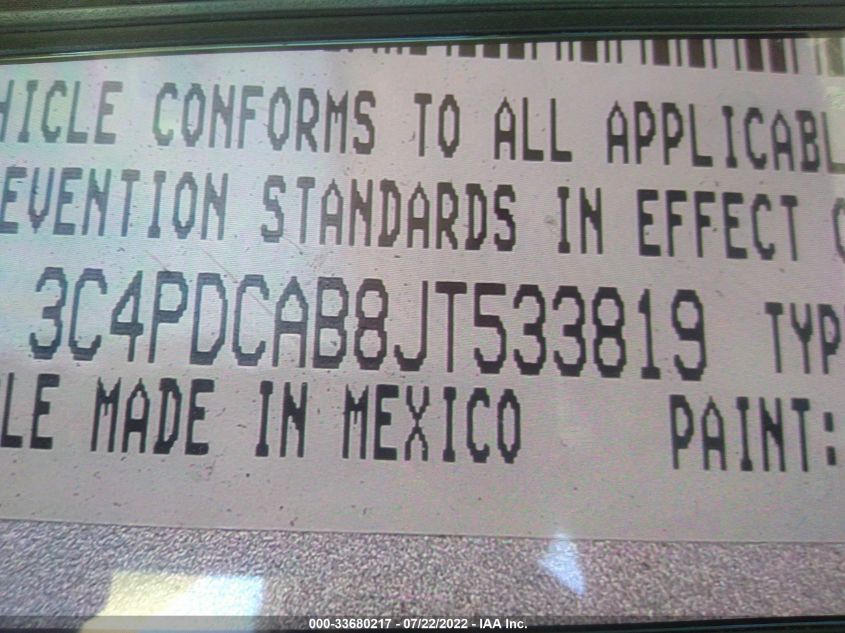 HICLE CONFORMS TO ALL APPLICABL
EVENTION STANDARDS IN EFFECT O
3C4PDCAB8JT533819 TYP
LE MADE IN MEXICO PAINT:
000-33680217 - 07/22/2022 - IAA Inc.